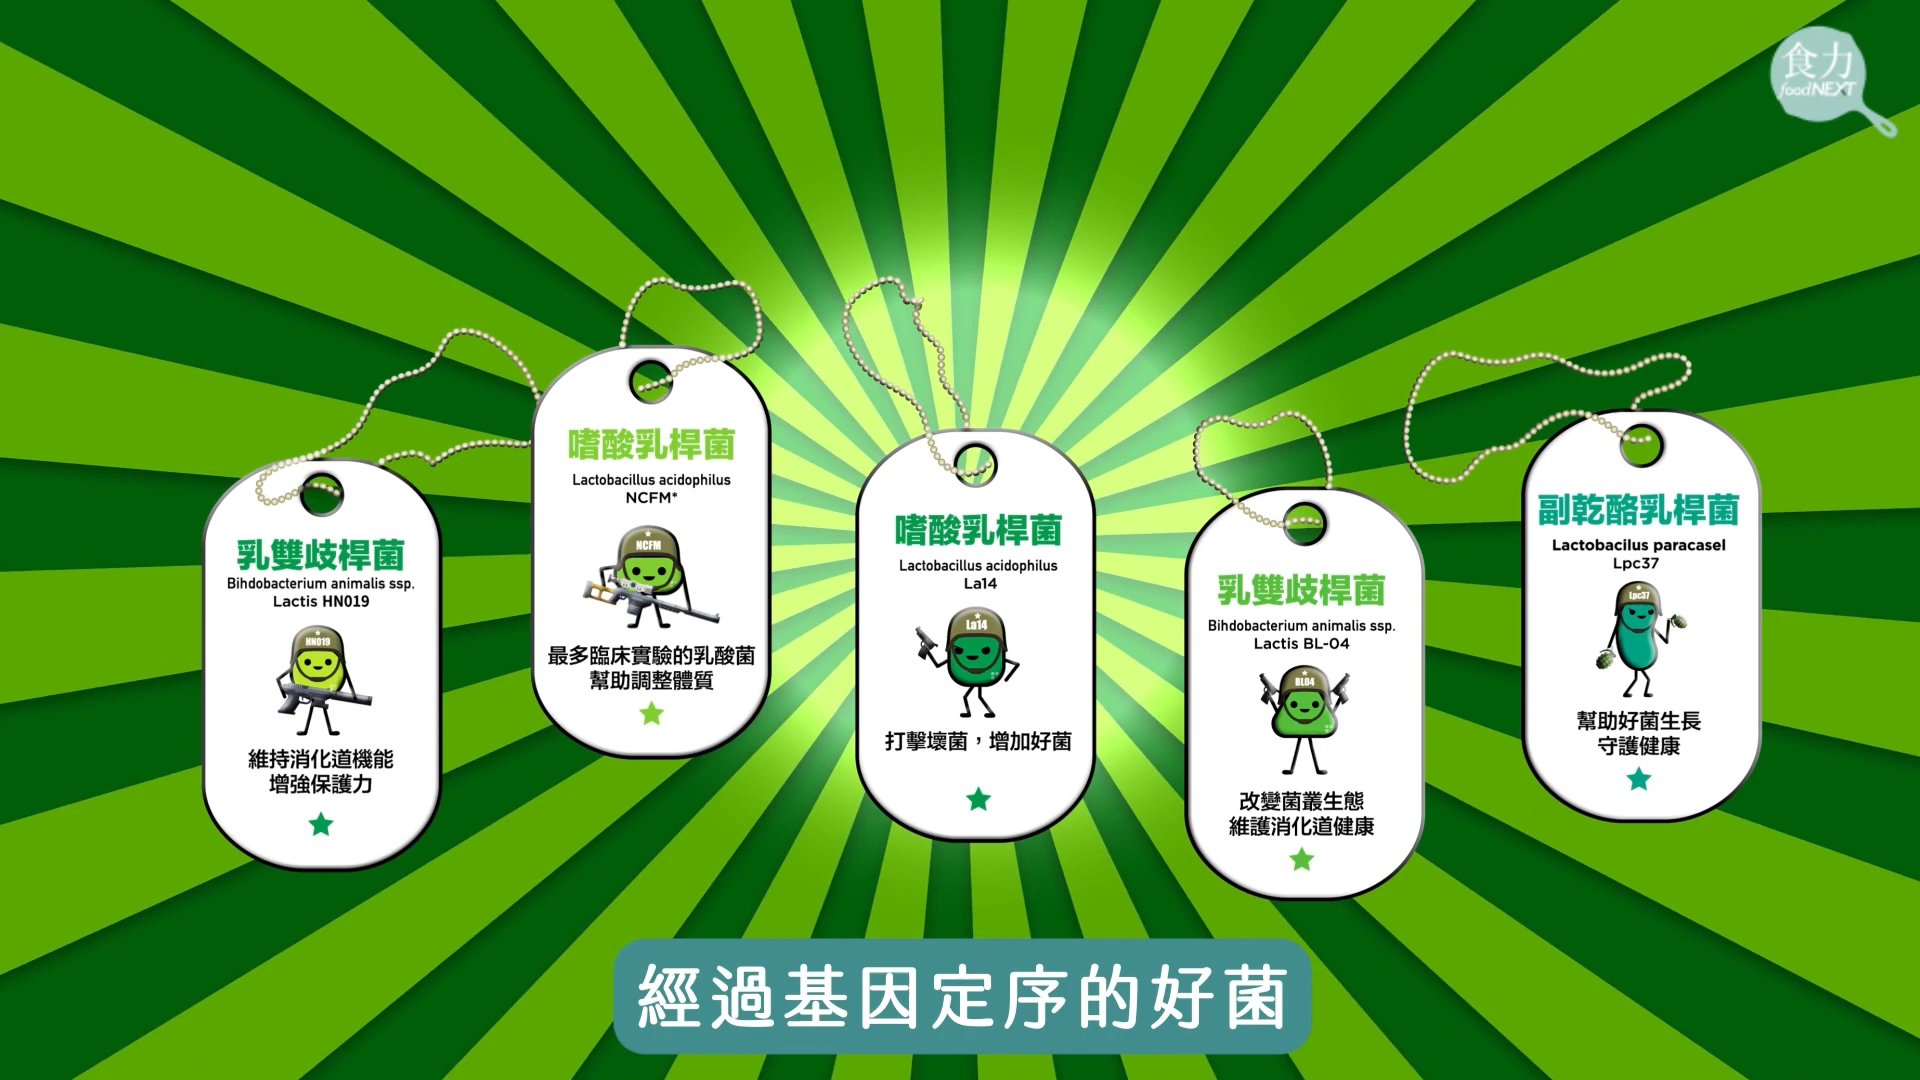 食力
foodNEXT
乳雙歧桿菌
Bihdobacterium animalis ssp.
Lactis HN019
HN019
維持消化道機能
增強保護力
嗜酸乳桿菌
Lactobacillus acidophilus
NCFM*
NCFM
最多臨床實驗的乳酸菌
幫助調整體質
嗜酸乳桿菌
Lactobacillus acidophilus
La14
La14
打擊壞菌，增加好菌
乳雙歧桿菌
Bihdobacterium animalis ssp.
Lactis BL-04
BL04
改變菌叢生態
維護消化道健康
副乾酪乳桿菌
Lactobacilus paracasel
Lpc37
Lpc37
幫助好菌生長
守護健康
經過基因定序的好菌